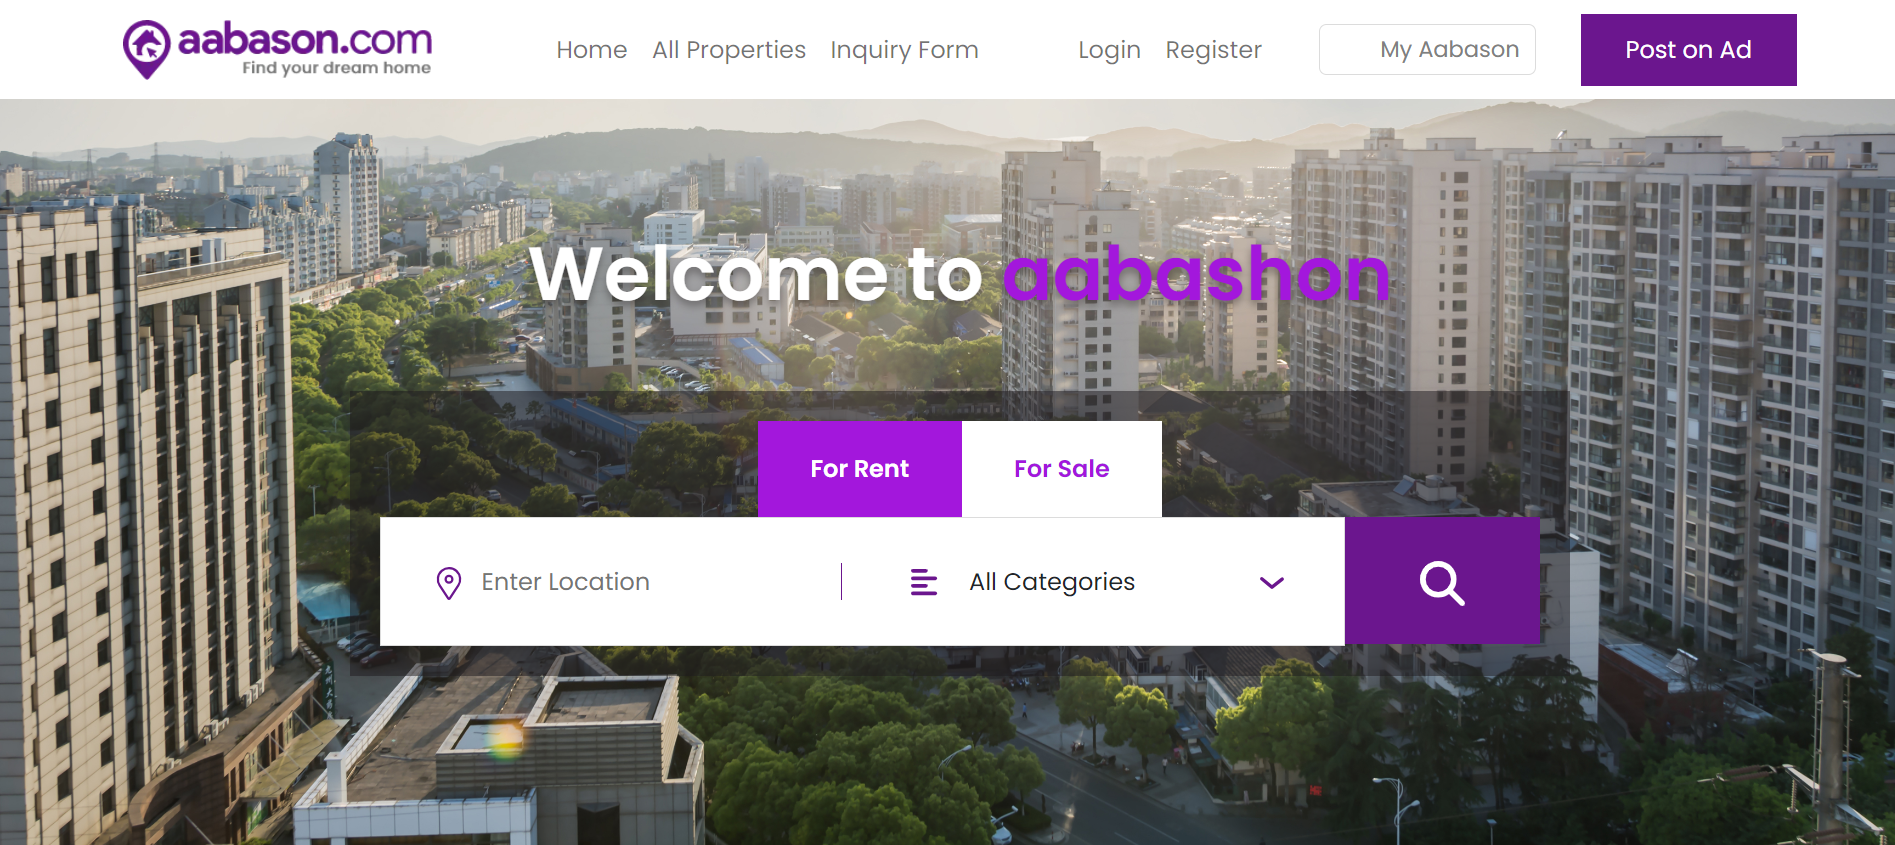 aabason.com
Find your dream home
Home All Properties Inquiry Form Login Register My Aabason Post on Ad
Welcome to aabashon
For Rent For Sale
Enter Location All Categories